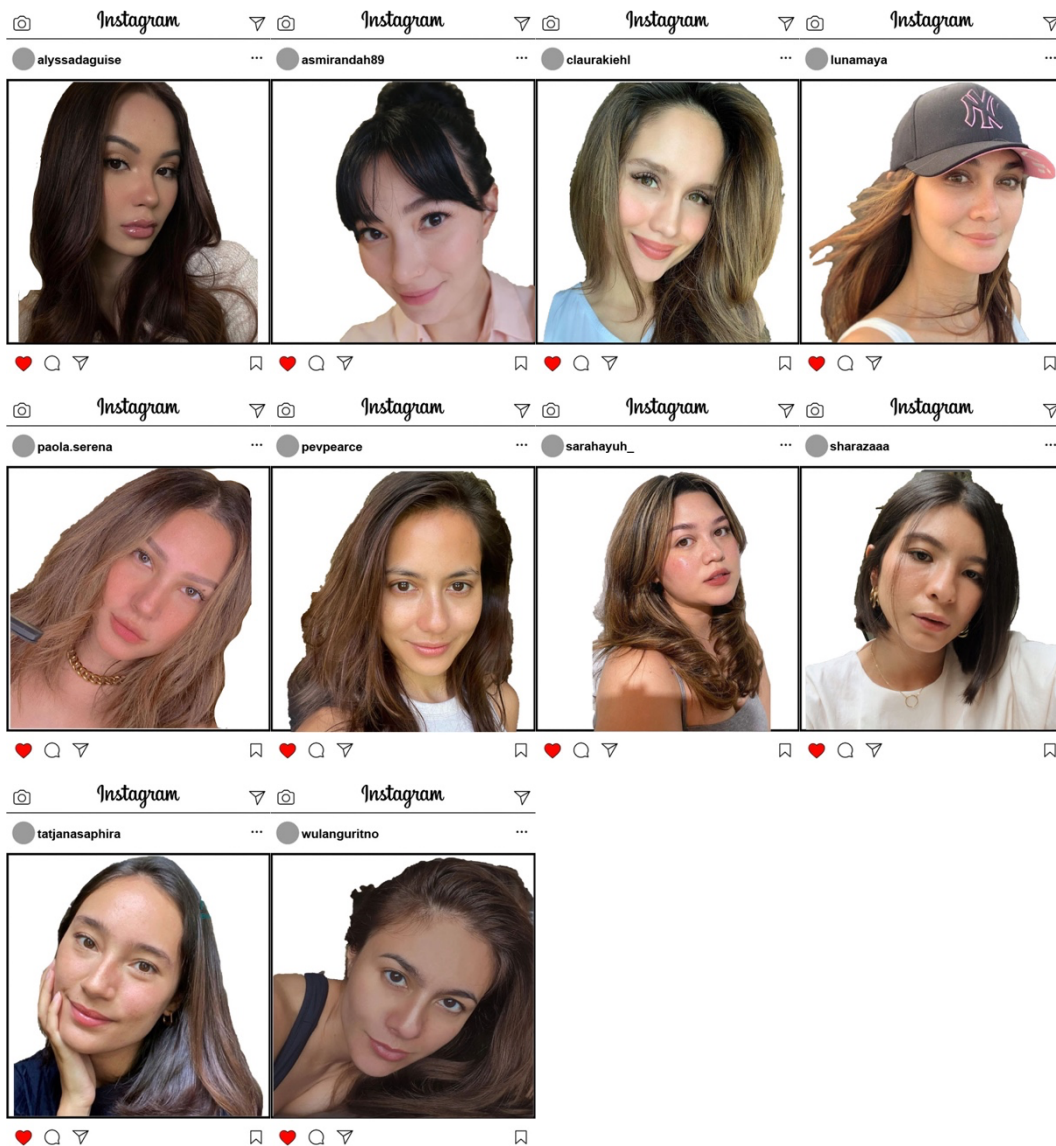 Instagram Instagram Instagram Instagram
alyssadaguise ... asmirandah89 ... claurakiehl ... lunamaya ...
NY
Instagram Instagram Instagram Instagram
paola.serena ... pevpearce ... sarahayuh_ ... sharazaaa ...
Instagram Instagram
tatjanasaphira ... wulanguritno ...